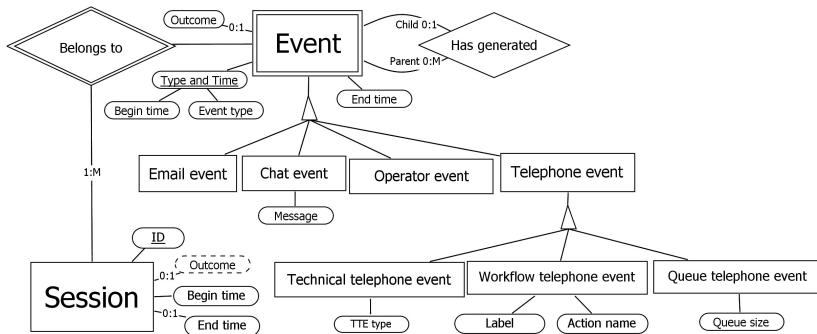 Outcome
0:1
Event
Child 0:1
Has generated
Parent 0:M
Belongs to
Type and Time
Begin time
Event type
End time
Email event
Chat event
Operator event
Telephone event
1:M
Message
ID
Outcome
0:1
Session
Begin time
0:1
End time
Technical telephone event
Workflow telephone event
Queue telephone event
TTE type
Label
Action name
Queue size